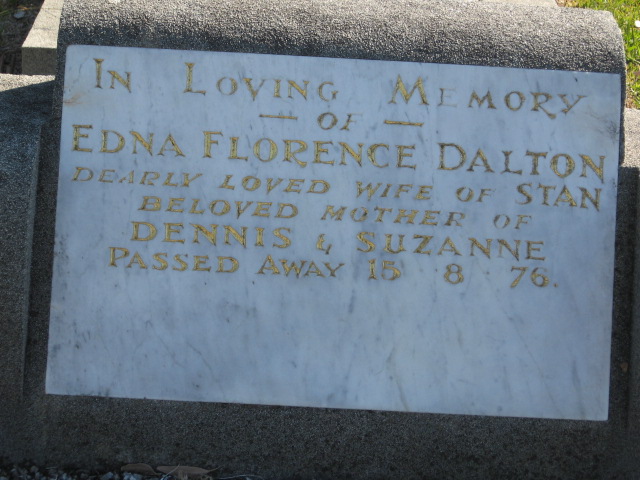 IN LOVING MEMORY
— OF —
EDNA FLORENCE DALTON
DEARLY LOVED WIFE OF STAN
BELOVED MOTHER OF
DENNIS & SUZANNE
PASSED AWAY 15 8 76.